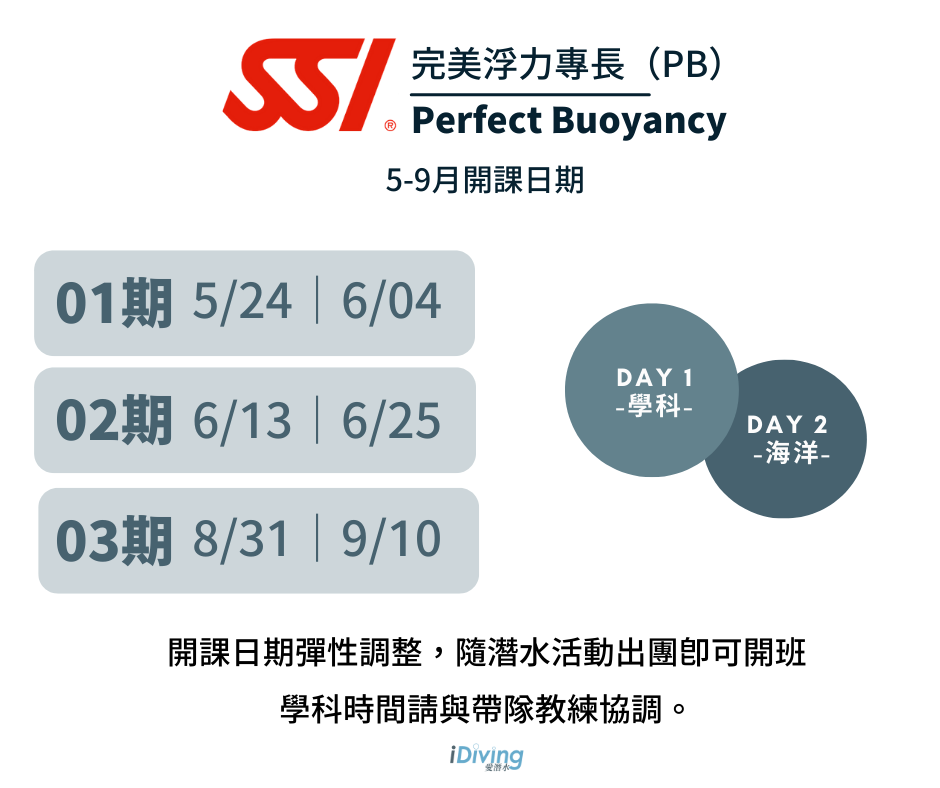 SSI ® 完美浮力專長（PB）
Perfect Buoyancy
5-9月開課日期
01期 5/24｜6/04
02期 6/13｜6/25
03期 8/31｜9/10
DAY 1
-學科-
DAY 2
-海洋-
開課日期彈性調整，隨潛水活動出團即可開班
學科時間請與帶隊教練協調。
iDiving
愛潛水